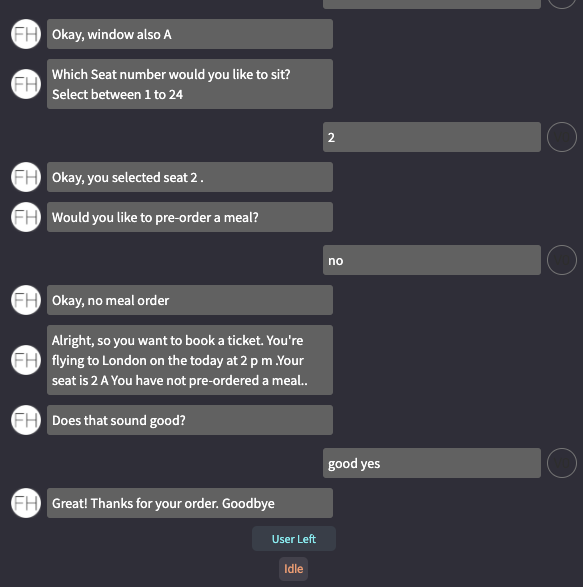 FH Okay, window also A
FH Which Seat number would you like to sit?
Select between 1 to 24
2
FH Okay, you selected seat 2 .
FH Would you like to pre-order a meal?
no
FH Okay, no meal order
Alright, so you want to book a ticket. You're
FH flying to London on the today at 2 p m .Your
seat is 2 A You have not pre-ordered a meal..
FH Does that sound good?
good yes
FH Great! Thanks for your order. Goodbye
User Left
Idle